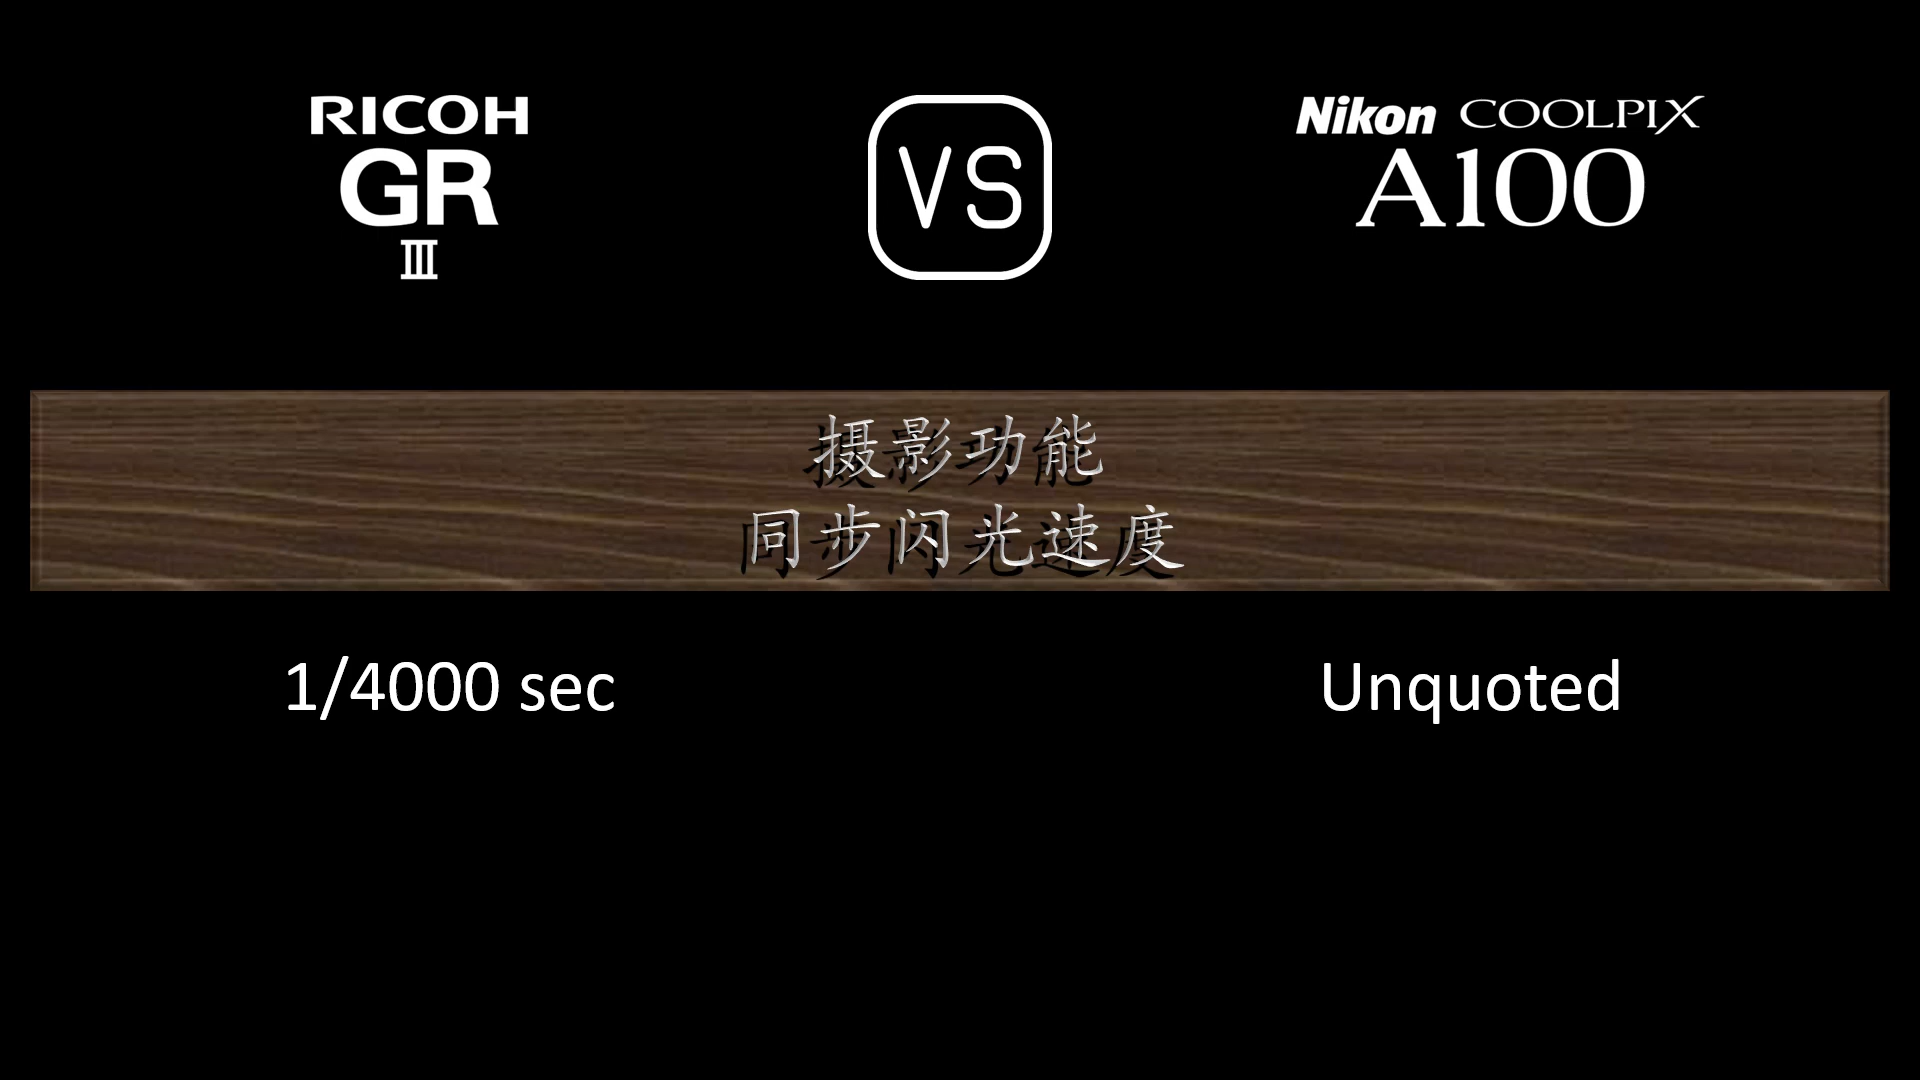 RICOH
GR
III
VS
Nikon COOLPIX
A100
摄影功能
同步闪光速度
1/4000 sec
Unquoted